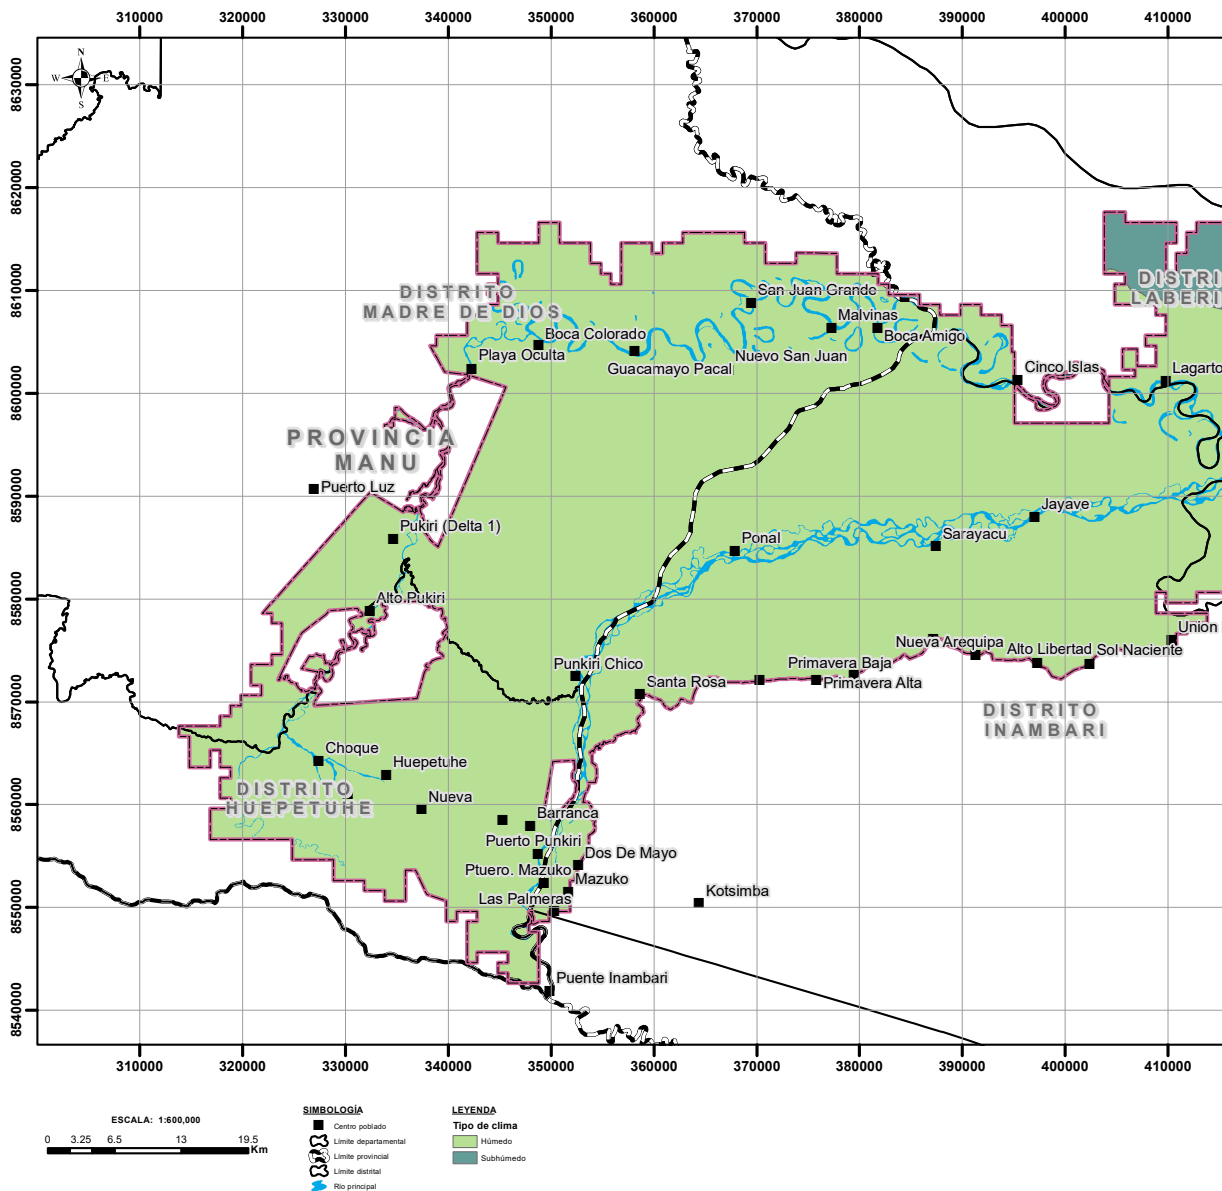 310000 320000 330000 340000 350000 360000 370000 380000 390000 400000 410000
8630000
8620000
8610000
8600000
8590000
8580000
8570000
8560000
8550000
8540000
N
W E
S
DISTRITO
MADRE DE DIOS
San Juan Grande
Malvinas
Boca Colorado
Boca Amigo
Playa Oculta
Nuevo San Juan
Guacamayo Pacal
Cinco Islas
Lagarto
DISTRI
LABERI
PROVINCIA
MANU
Puerto Luz
Pukiri (Delta 1)
Jayave
Ponal
Sarayacu
Alto Pukiri
Union
Nueva Arequipa
Alto Libertad
Sol Naciente
Punkiri Chico
Primavera Baja
Santa Rosa
Primavera Alta
DISTRITO
INAMBARI
Choque
Huepetuhe
DISTRITO
HUEPETUHE
Nueva
Barranca
Puerto Punkiri
Dos De Mayo
Ptuero. Mazuko
Mazuko
Las Palmeras
Kotsimba
Puente Inambari
310000 320000 330000 340000 350000 360000 370000 380000 390000 400000 410000
ESCALA: 1:600,000
0 3.25 6.5 13 19.5
Km
SIMBOLOGÍA
Centro poblado
Límite departamental
Límite provincial
Límite distrital
Río principal
LEYENDA
Tipo de clima
Húmedo
Subhúmedo